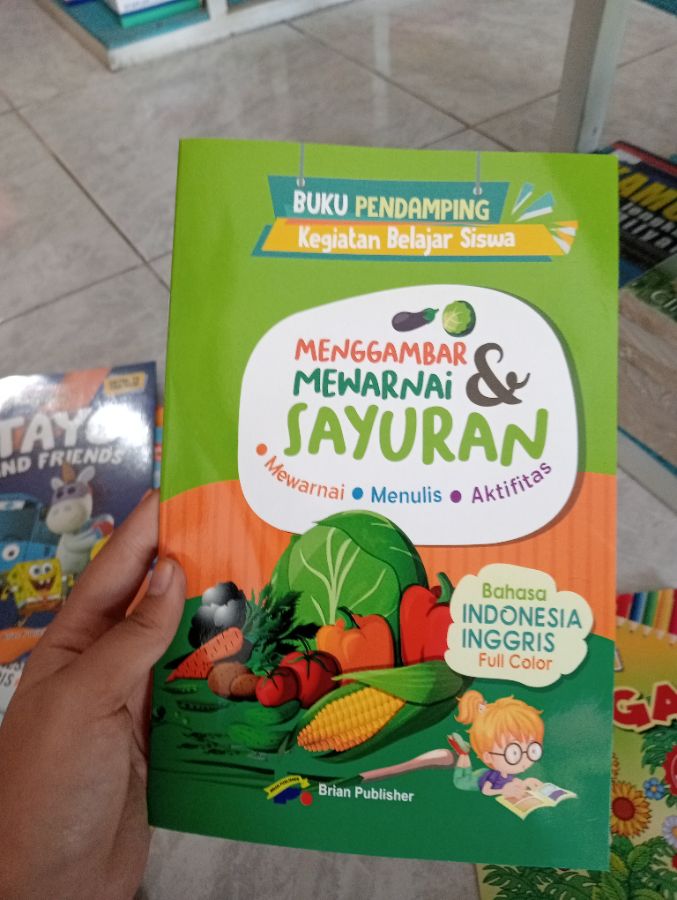 BUKU PENDAMPING
Kegiatan Belajar Siswa
MENGGAMBAR
&
MEWARNAI
SAYURAN
• Mewarnai • Menulis • Aktifitas
Bahasa
INDONESIA
INGGRIS
Full Color
Brian Publisher
TAYO
AND FRIENDS